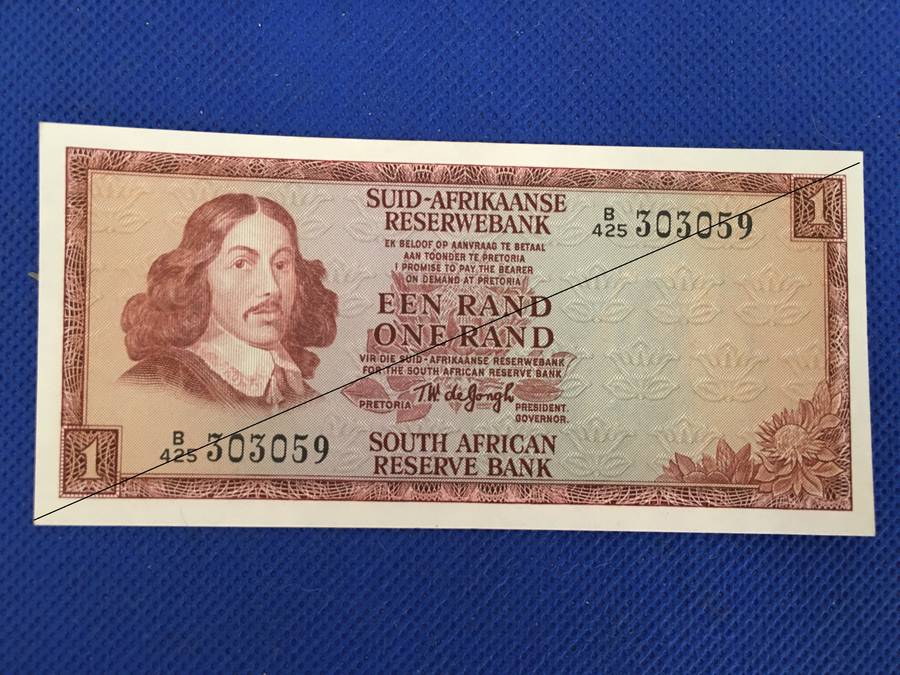 1
SUID-AFRIKAANSE
RESERWEBANK
B
425 303059
EK BELOOF OP AANVRAAG TE BETAAL
AAN TOONDER TE PRETORIA
I PROMISE TO PAY THE BEARER
ON DEMAND AT PRETORIA
EEN RAND
ONE RAND
VIR DIE SUID-AFRIKAANSE RESERWEBANK
FOR THE SOUTH AFRICAN RESERVE BANK
TW de Jongh
PRETORIA
PRESIDENT.
GOVERNOR.
B
425 303059
1
SOUTH AFRICAN
RESERVE BANK